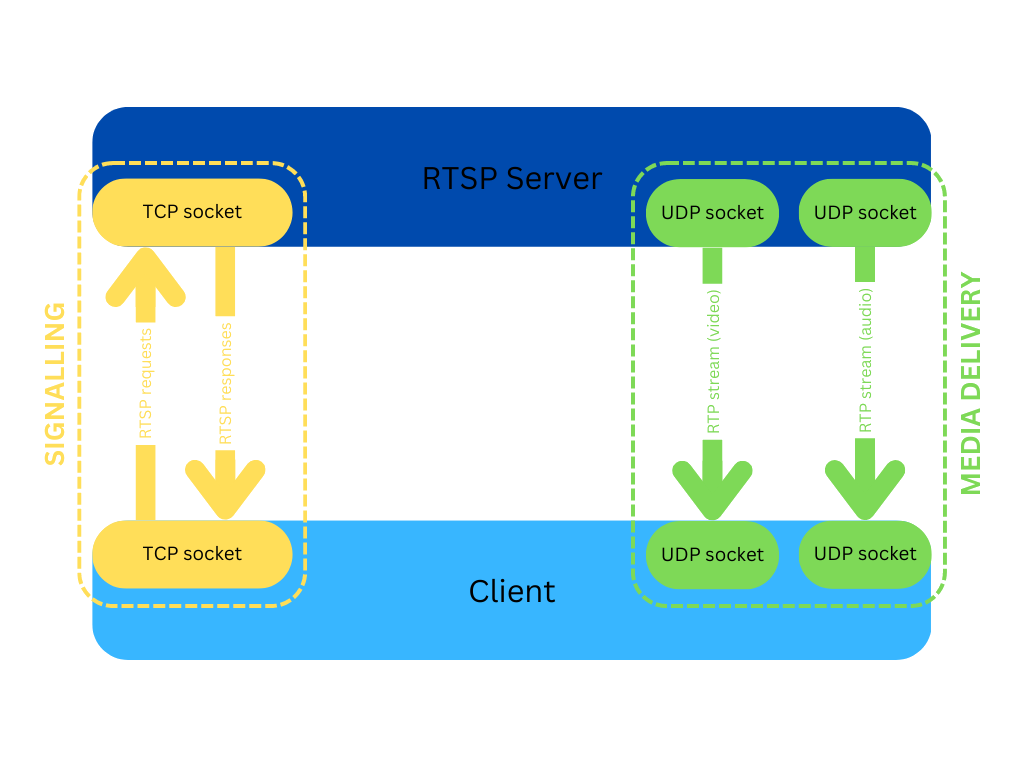 RTSP Server
TCP socket
UDP socket
UDP socket
SIGNALLING
RTSP requests
RTSP responses
RTP stream (video)
RTP stream (audio)
MEDIA DELIVERY
TCP socket
UDP socket
UDP socket
Client